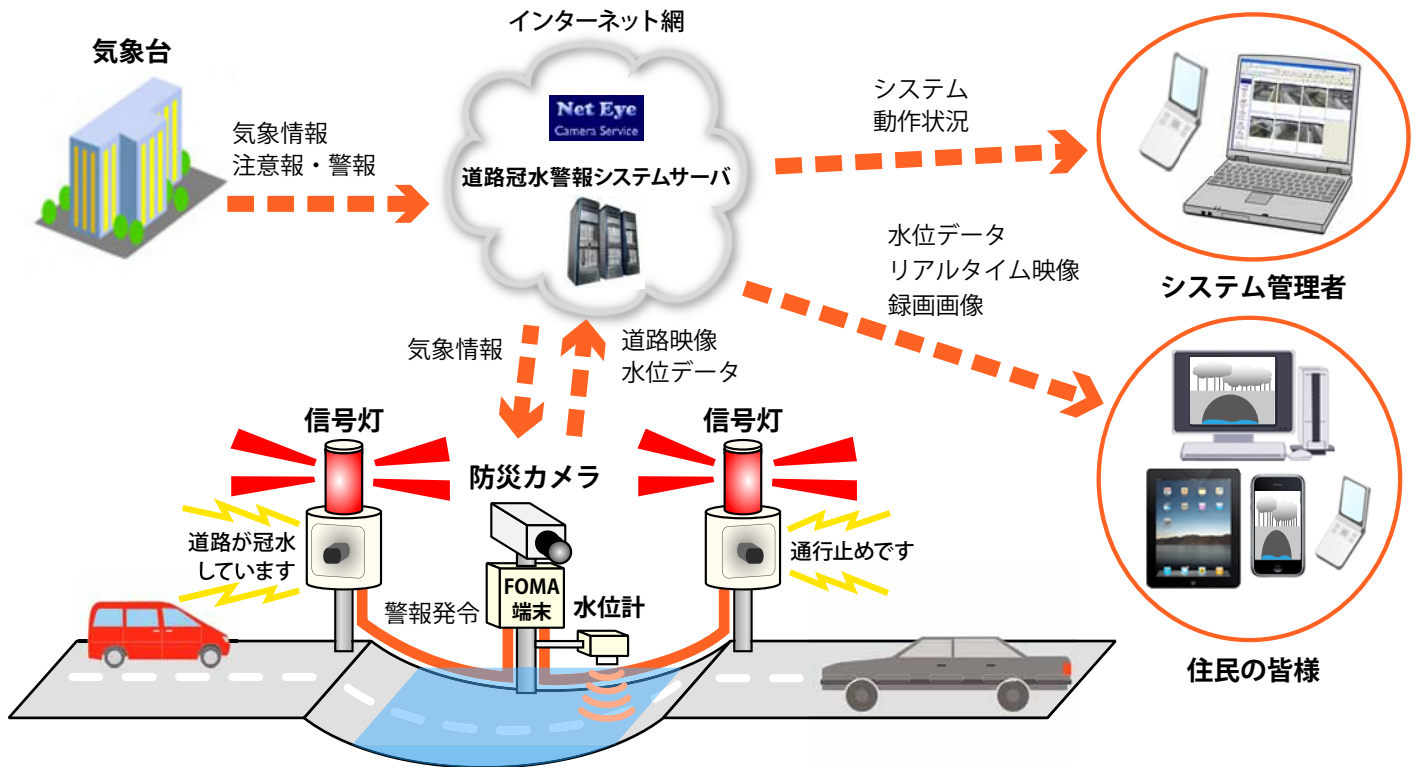 インターネット網
気象台
Net Eye
Camera Service
道路冠水警報システムサーバ
気象情報
注意報・警報
システム
動作状況
システム管理者
水位データ
リアルタイム映像
録画画像
気象情報
道路映像
水位データ
信号灯
防災カメラ
信号灯
道路が冠水
しています
通行止めです
FOMA
端末
水位計
警報発令
住民の皆様